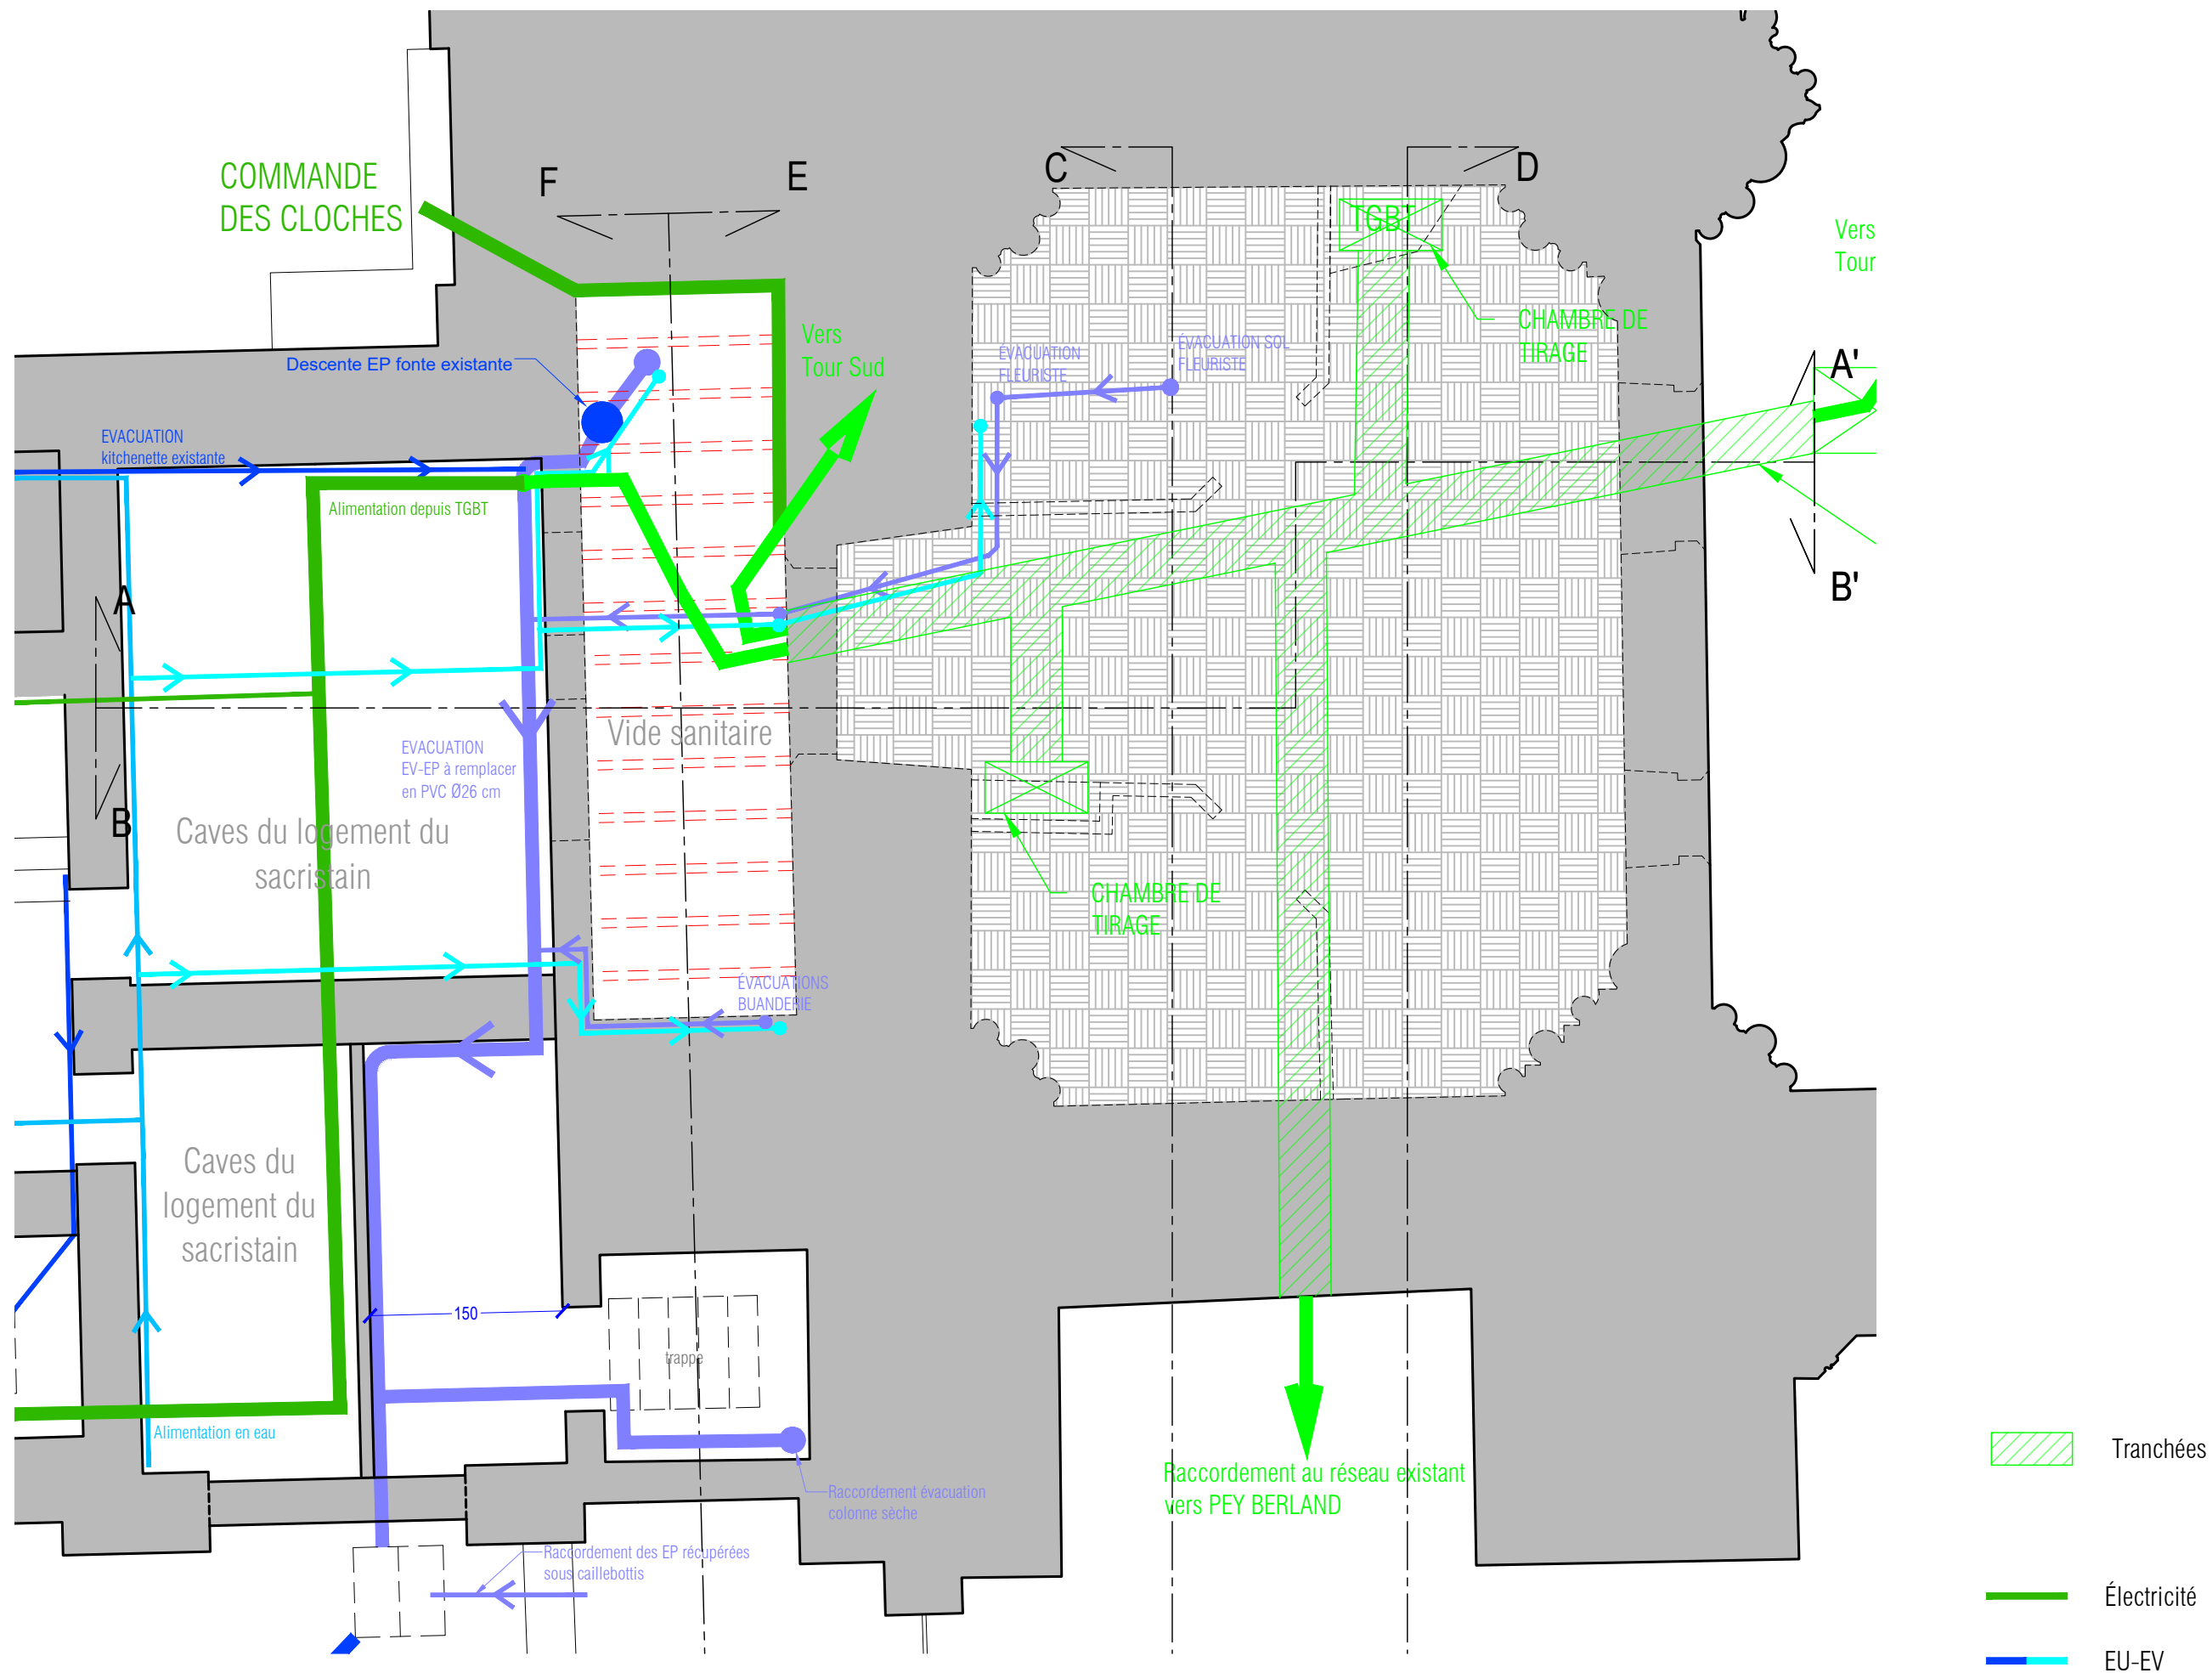 COMMANDE
DES CLOCHES
F
E
C
D
TGBT
Vers
Tour
Vers
Tour Sud
CHAMBRE DE
TIRAGE
ÉVACUATION
FLEURISTE
ÉVACUATION SOL
FLEURISTE
Descente EP fonte existante
A'
EVACUATION
kitchenette existante
Alimentation depuis TGBT
A
B'
Vide sanitaire
EVACUATION
EV-EP à remplacer
en PVC Ø26 cm
B
Caves du logement du
sacristain
CHAMBRE DE
TIRAGE
ÉVACUATIONS
BUANDERIE
Caves du
logement du
sacristain
150
trappe
Alimentation en eau
Raccordement au réseau existant
vers PEY BERLAND
Raccordement évacuation
colonne sèche
Raccordement des EP récupérées
sous caillebottis
Tranchées
Électricité
EU-EV